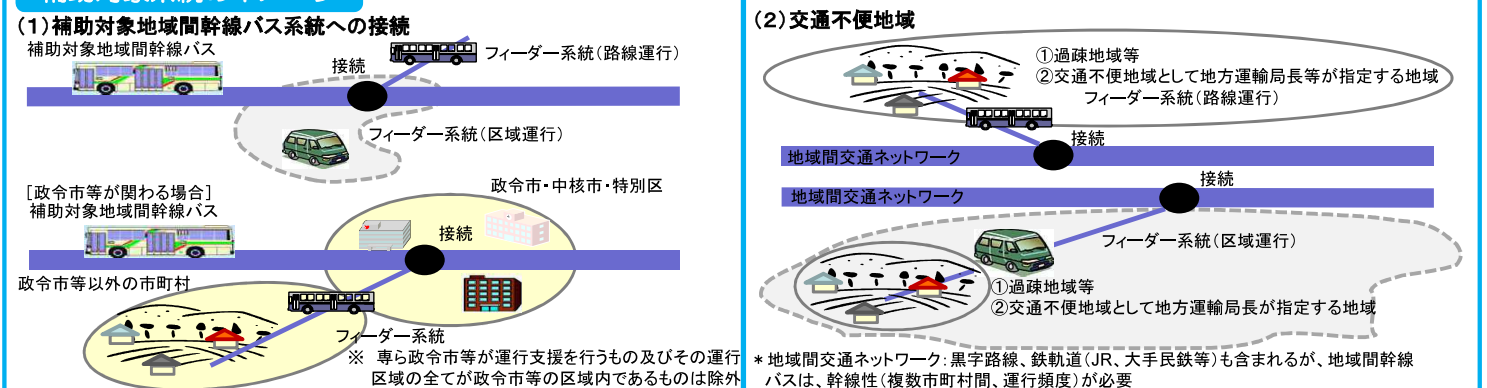 (1)補助対象地域間幹線バス系統への接続
補助対象地域間幹線バス
接続
フィーダー系統(路線運行)
フィーダー系統(区域運行)
[政令市等が関わる場合]
補助対象地域間幹線バス
政令市・中核市・特別区
接続
政令市等以外の市町村
フィーダー系統
※ 専ら政令市等が運行支援を行うもの及びその運行
区域の全てが政令市等の区域内であるものは除外
(2)交通不便地域
①過疎地域等
②交通不便地域として地方運輸局長等が指定する地域
フィーダー系統(路線運行)
接続
地域間交通ネットワーク
地域間交通ネットワーク
接続
フィーダー系統(区域運行)
①過疎地域等
②交通不便地域として地方運輸局長が指定する地域
*地域間交通ネットワーク:黒字路線、鉄軌道(JR、大手民鉄等)も含まれるが、地域間幹線
バスは、幹線性(複数市町村間、運行頻度)が必要